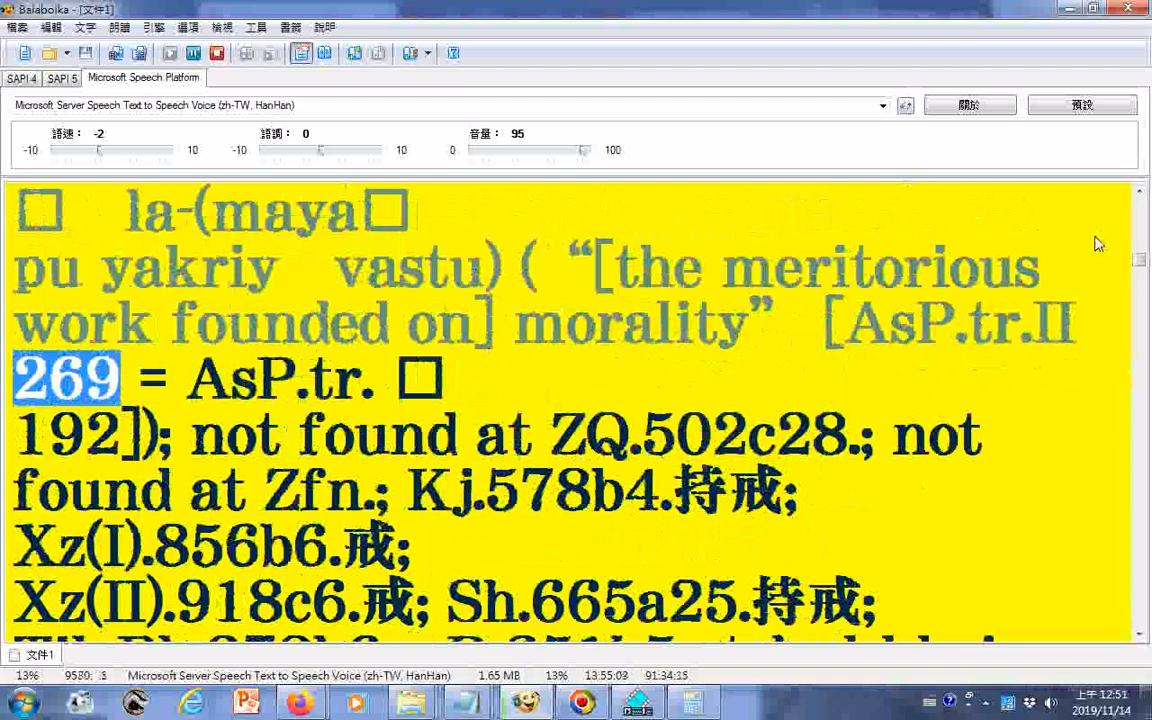 Balabolka - [文件1]
檔案 編輯 文字 朗讀 引擎 選項 檢視 工具 書籤 說明
SAPI 4 SAPI 5 Microsoft Speech Platform
Microsoft Server Speech Text to Speech Voice (zh-TW, HanHan) 關於 預設
語速: -2 語調: 0 音量: 95
-10 10 -10 10 0 100
□ la-(maya□
pu yakriy vastu) ( “[the meritorious
work founded on] morality” [AsP.tr.II
269 = AsP.tr. □
192]); not found at ZQ.502c28.; not
found at Zfn.; Kj.578b4.持戒;
Xz(I).856b6.戒;
Xz(II).918c6.戒; Sh.665a25.持戒;
文件1
13% Microsoft Server Speech Text to Speech Voice (zh-TW, HanHan) 1.65 MB 13% 13:55:03 91:34:15
上午 12:51
2019/11/14